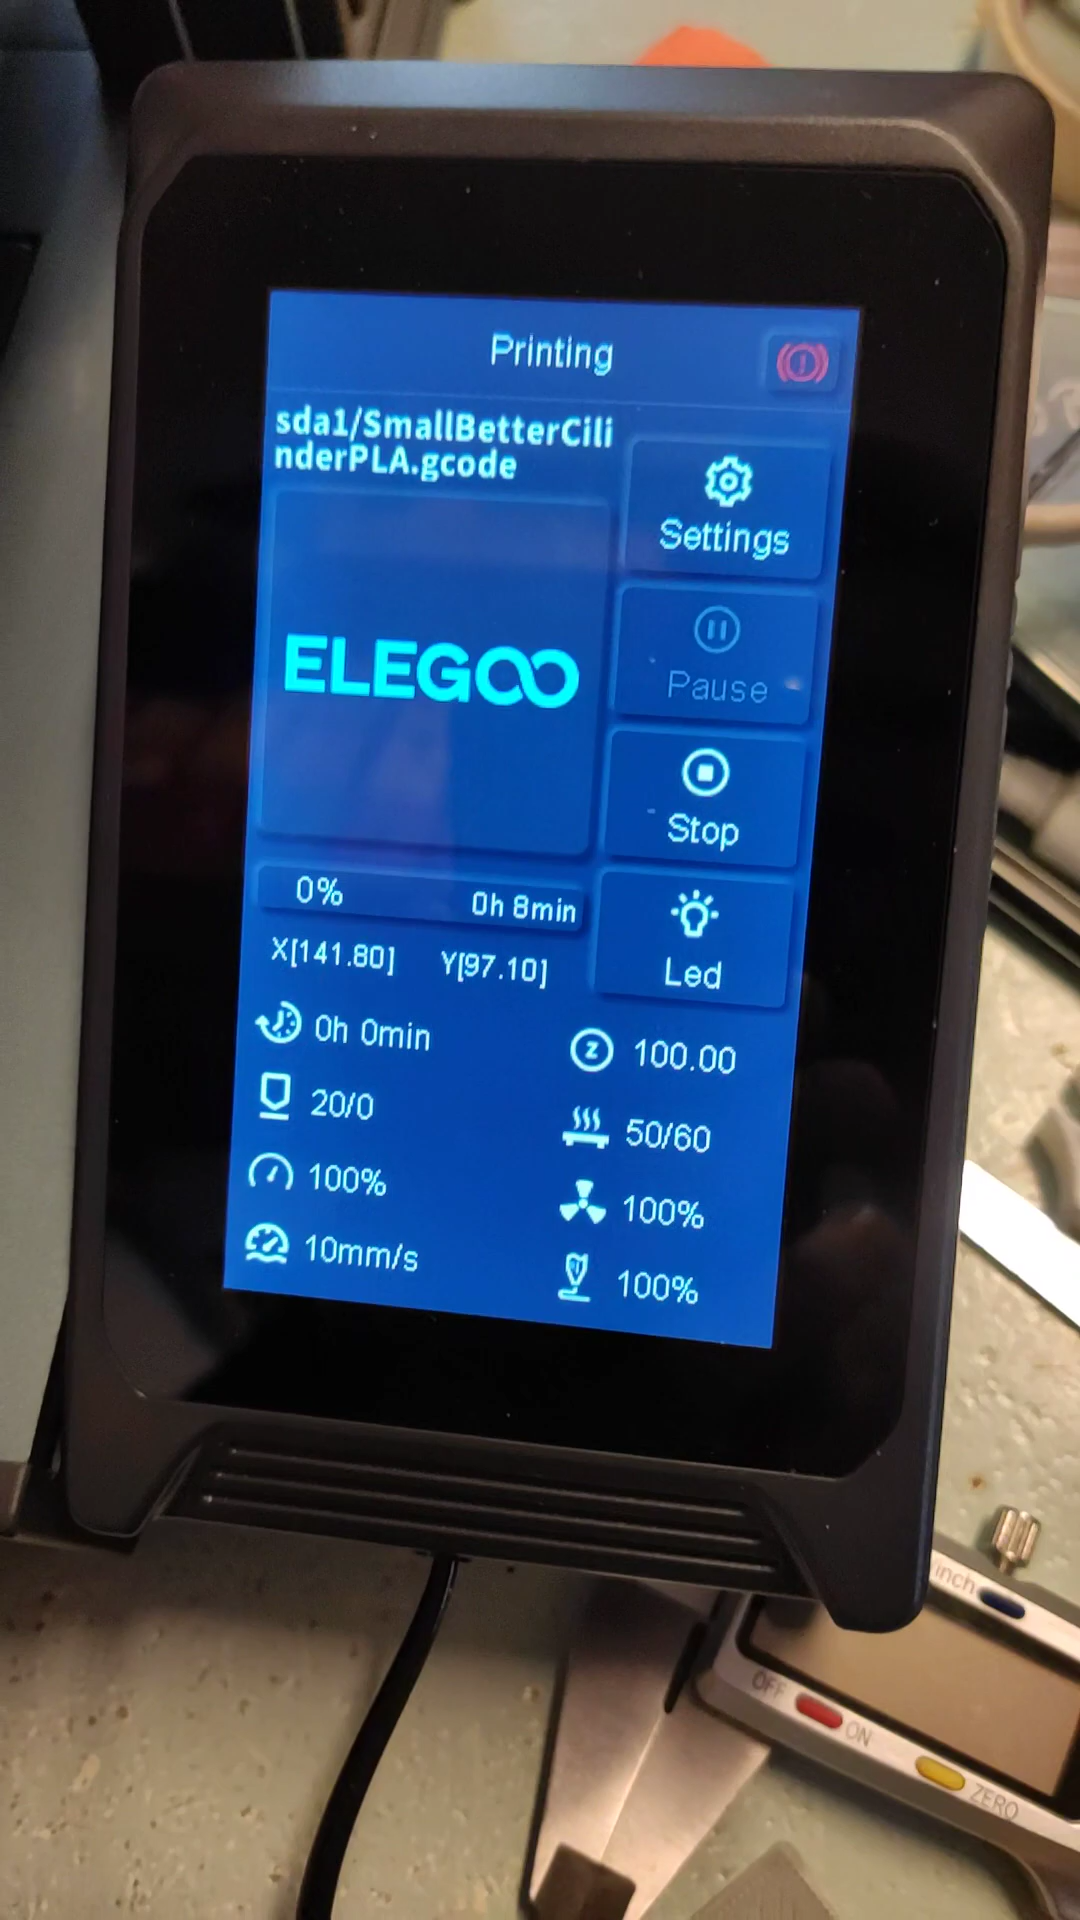 Printing
sda1/SmallBetterCili
nderPLA.gcode
Settings
ELEGOO
Pause
Stop
0%
0h 8min
X[141.80]
Y[97.10]
Led
0h 0min
Z
100.00
20/0
50/60
100%
100%
10mm/s
100%
inch
OFF
ON
ZERO